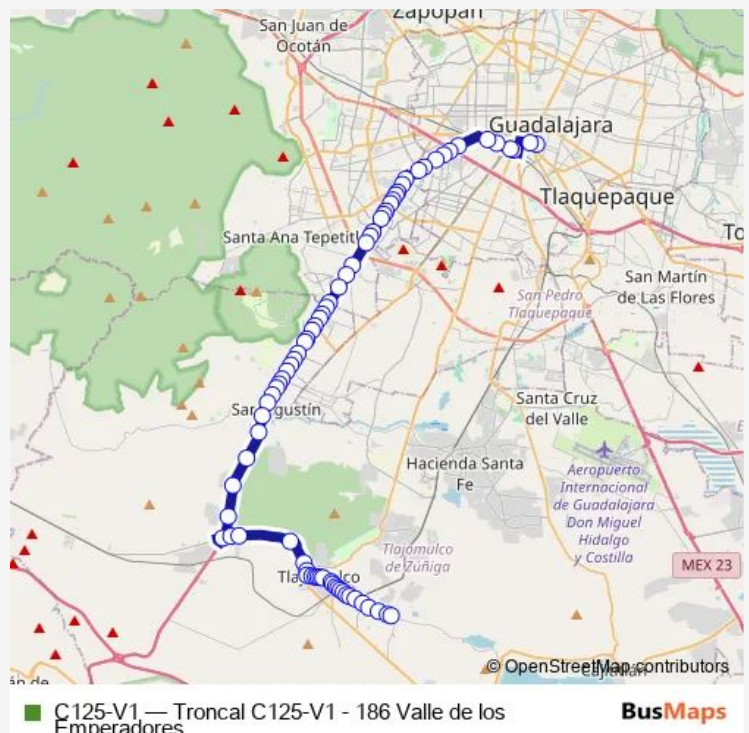 Zapopan
San Juan de
Ocotán
Guadalajara
Tlaquepaque
Santa Ana Tepetitl
To
San Martín
de Las Flores
San Pedro
Tlaquepaque
Santa Cruz
del Valle
San Agustín
Hacienda Santa
Fe
Aeropuerto
Internacional
de Guadalajara
Don Miguel
Hidalgo
y Costilla
Tlajomulco
de Zúñiga
MEX 23
© OpenStreetMap contributors
C125-V1 — Troncal C125-V1 - 186 Valle de los
Emperadores
BusMaps